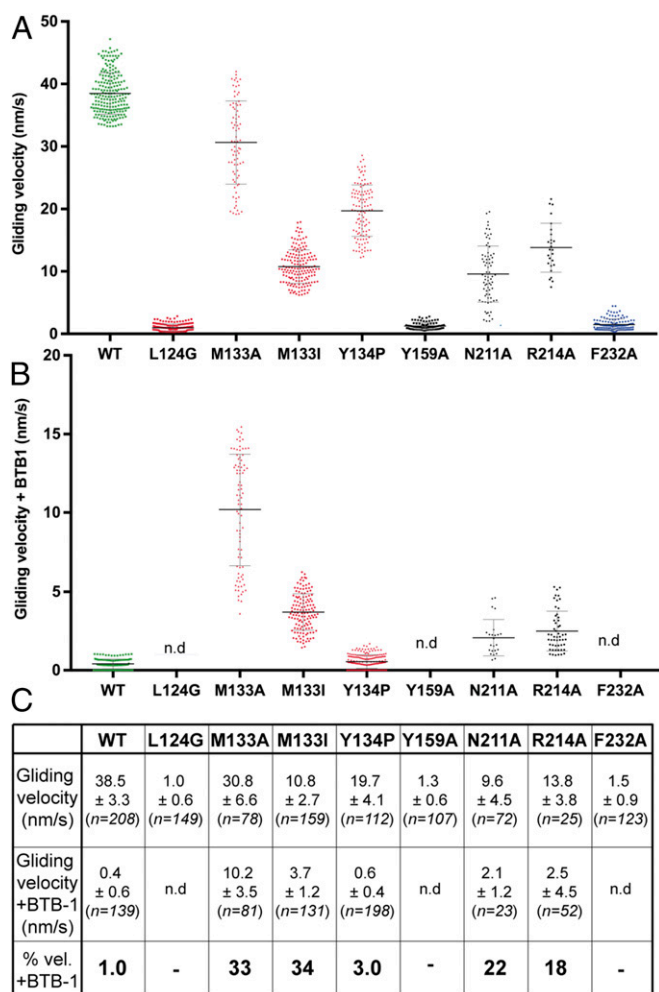 A
Gliding velocity (nm/s)
50
40
30
20
10
0
WT L124G M133A M133I Y134P Y159A N211A R214A F232A
B
Gliding velocity + BTB1 (nm/s)
20
15
10
5
0
n.d n.d n.d
WT L124G M133A M133I Y134P Y159A N211A R214A F232A
C
WT L124G M133A M133I Y134P Y159A N211A R214A F232A
Gliding velocity (nm/s) 38.5 ± 3.3 (n=208) 1.0 ± 0.6 (n=149) 30.8 ± 6.6 (n=78) 10.8 ± 2.7 (n=159) 19.7 ± 4.1 (n=112) 1.3 ± 0.6 (n=107) 9.6 ± 4.5 (n=72) 13.8 ± 3.8 (n=25) 1.5 ± 0.9 (n=123)
Gliding velocity +BTB-1 (nm/s) 0.4 ± 0.6 (n=139) n.d 10.2 ± 3.5 (n=81) 3.7 ± 1.2 (n=131) 0.6 ± 0.4 (n=198) n.d 2.1 ± 1.2 (n=23) 2.5 ± 4.5 (n=52) n.d
% vel. +BTB-1 1.0 - 33 34 3.0 - 22 18 -